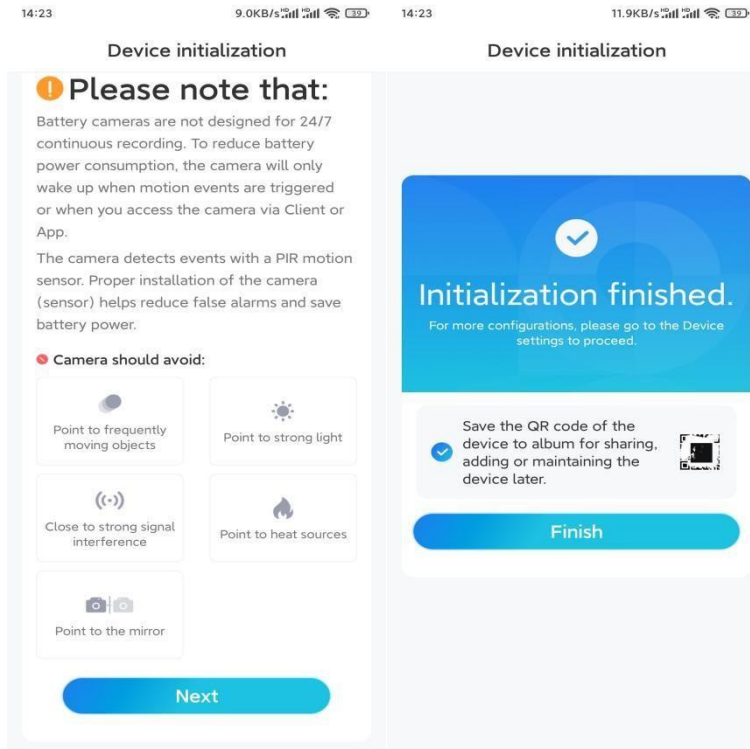 14:23
9.0KB/s
39
Device initialization
Please note that:
Battery cameras are not designed for 24/7
continuous recording. To reduce battery
power consumption, the camera will only
wake up when motion events are triggered
or when you access the camera via Client or
App.
The camera detects events with a PIR motion
sensor. Proper installation of the camera
(sensor) helps reduce false alarms and save
battery power.
Camera should avoid:
Point to frequently
moving objects
Point to strong light
Close to strong signal
interference
Point to heat sources
Point to the mirror
Next
14:23
11.9KB/s
39
Device initialization
Initialization finished.
For more configurations, please go to the Device
settings to proceed.
Save the QR code of the
device to album for sharing,
adding or maintaining the
device later.
Finish